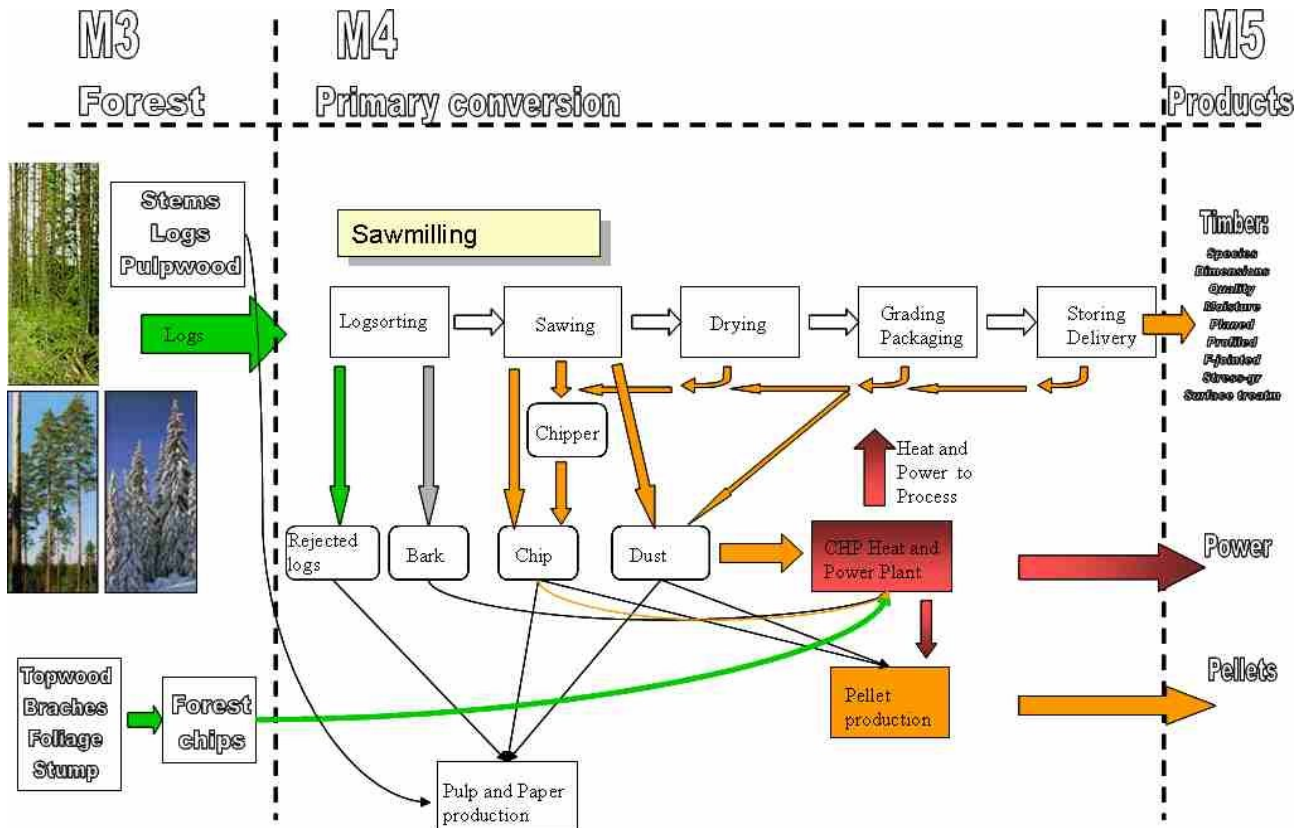 M3
M4
M5
Forest
Primary conversion
Products
Stems
Logs
Pulpwood
Sawmilling
Timber:
Species
Dimensions
Quality
Moisture
Planed
Profiled
F-jointed
Stress-gr
Surface treatm
Logs
Logsorting
Sawing
Drying
Grading
Packaging
Storing
Delivery
Chipper
Heat and
Power to
Process
Rejected
logs
Bark
Chip
Dust
CHP Heat and
Power Plant
Power
Topwood
Braches
Foliage
Stump
Forest
chips
Pellet
production
Pellets
Pulp and Paper
production